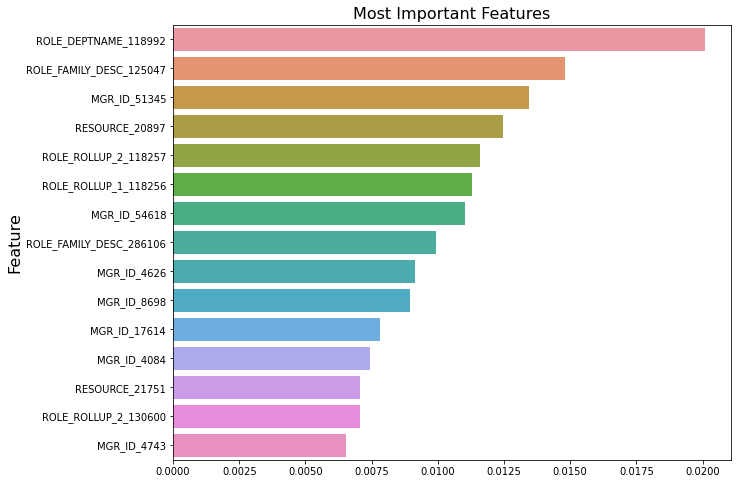 Most Important Features
ROLE_DEPTNAME_118992
ROLE_FAMILY_DESC_125047
MGR_ID_51345
RESOURCE_20897
ROLE_ROLLUP_2_118257
ROLE_ROLLUP_1_118256
MGR_ID_54618
ROLE_FAMILY_DESC_286106
MGR_ID_4626
MGR_ID_8698
MGR_ID_17614
MGR_ID_4084
RESOURCE_21751
ROLE_ROLLUP_2_130600
MGR_ID_4743
Feature
0.0000 0.0025 0.0050 0.0075 0.0100 0.0125 0.0150 0.0175 0.0200